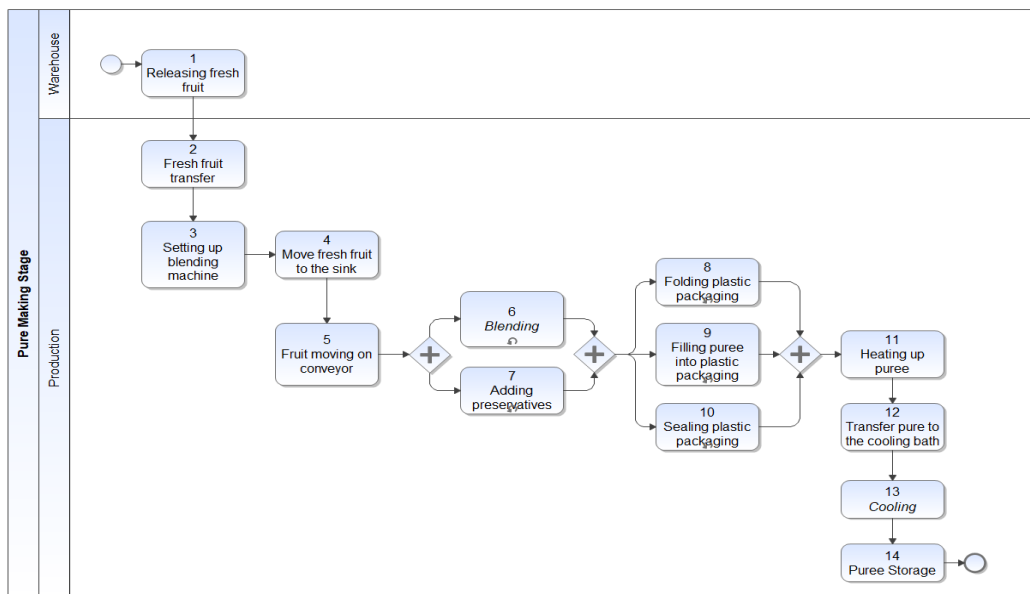 Pure Making Stage
Warehouse
Production
1
Releasing fresh
fruit
2
Fresh fruit
transfer
3
Setting up
blending
machine
4
Move fresh fruit
to the sink
5
Fruit moving on
conveyor
6
Blending
7
Adding
preservatives
8
Folding plastic
packaging
9
Filling puree
into plastic
packaging
10
Sealing plastic
packaging
11
Heating up
puree
12
Transfer pure to
the cooling bath
13
Cooling
14
Puree Storage